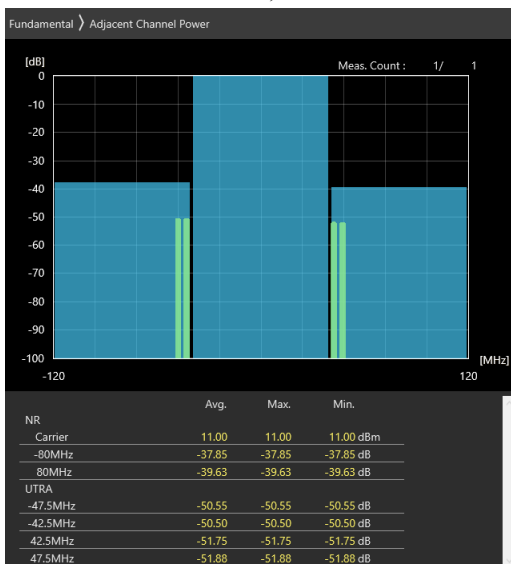 Fundamental 〉 Adjacent Channel Power
[dB] Meas. Count : 1/ 1
0
-10
-20
-30
-40
-50
-60
-70
-80
-90
-100 [MHz]
-120 120
Avg. Max. Min.
NR
Carrier 11.00 11.00 11.00 dBm
-80MHz -37.85 -37.85 -37.85 dB
80MHz -39.63 -39.63 -39.63 dB
UTRA
-47.5MHz -50.55 -50.55 -50.55 dB
-42.5MHz -50.50 -50.50 -50.50 dB
42.5MHz -51.75 -51.75 -51.75 dB
47.5MHz -51.88 -51.88 -51.88 dB